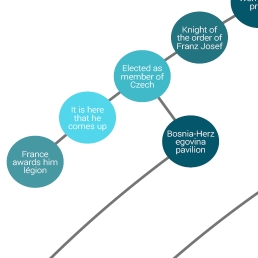 Knight of
the order of
Franz Josef
Elected as
member of
Czech
It is here
that he
comes up
Bosnia-Herz
egovina
pavilion
France
awards him
légion